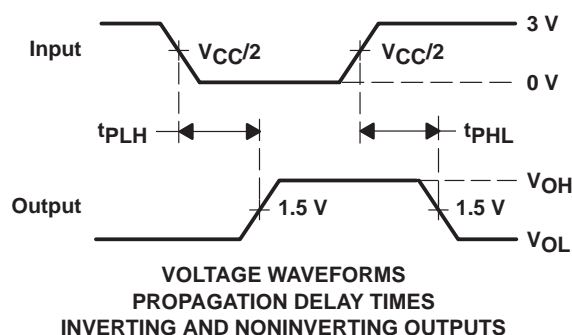 3 V
Input
VCC/2
VCC/2
0 V
tPLH
tPHL
VOH
Output
1.5 V
1.5 V
VOL
VOLTAGE WAVEFORMS
PROPAGATION DELAY TIMES
INVERTING AND NONINVERTING OUTPUTS